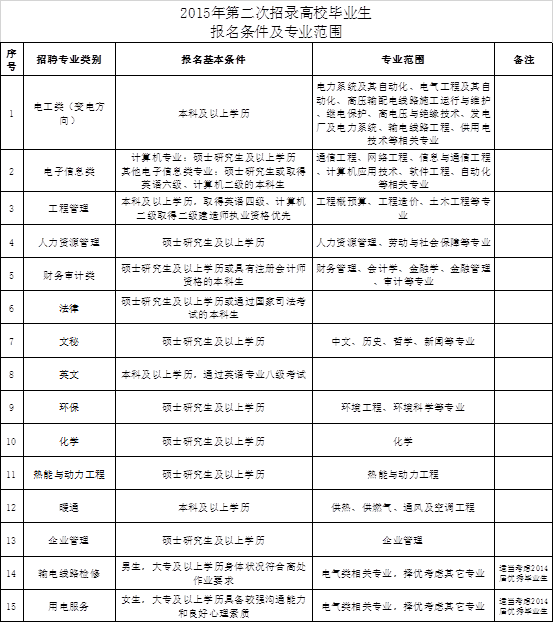 2015年第二次招录高校毕业生
报名条件及专业范围
序号 招聘专业类别 报名基本条件 专业范围 备注
1 电工类（变电方向） 本科及以上学历 电力系统及其自动化、电气工程及其自动化、高压输配电线路施工运行与维护、继电保护、高电压与绝缘技术、发电厂及电力系统、输电线路工程、供用电技术等相关专业
2 电子信息类 计算机专业：硕士研究生及以上学历 其他电子信息类专业：硕士研究生或取得英语六级、计算机二级的本科生 通信工程、网络工程、信息与通信工程、计算机应用技术、软件工程、自动化等相关专业
3 工程管理 本科及以上学历，取得英语四级、计算机二级取得二级建造师执业资格优先 工程概预算、工程造价、土木工程等专业
4 人力资源管理 硕士研究生及以上学历 人力资源管理、劳动与社会保障等专业
5 财务审计类 硕士研究生及以上学历或具有注册会计师资格的本科生 财务管理、会计学、金融学、金融管理、审计等专业
6 法律 硕士研究生及以上学历或通过国家司法考试的本科生
7 文秘 硕士研究生及以上学历 中文、历史、哲学、新闻等专业
8 英文 本科及以上学历，通过英语专业八级考试
9 环保 硕士研究生及以上学历 环境工程、环境科学等专业
10 化学 硕士研究生及以上学历 化学
11 热能与动力工程 硕士研究生及以上学历 热能与动力工程
12 暖通 本科及以上学历 供热、供燃气、通风及空调工程
13 企业管理 硕士研究生及以上学历 企业管理
14 输电线路检修 男生，大专及以上学历身体状况符合高处作业要求 电气类相关专业，择优考虑其它专业 适当考虑2014届优秀毕业生
15 用电服务 女生，大专及以上学历具备较强沟通能力和良好心理素质 电气类相关专业，择优考虑其它专业 适当考虑2014届优秀毕业生